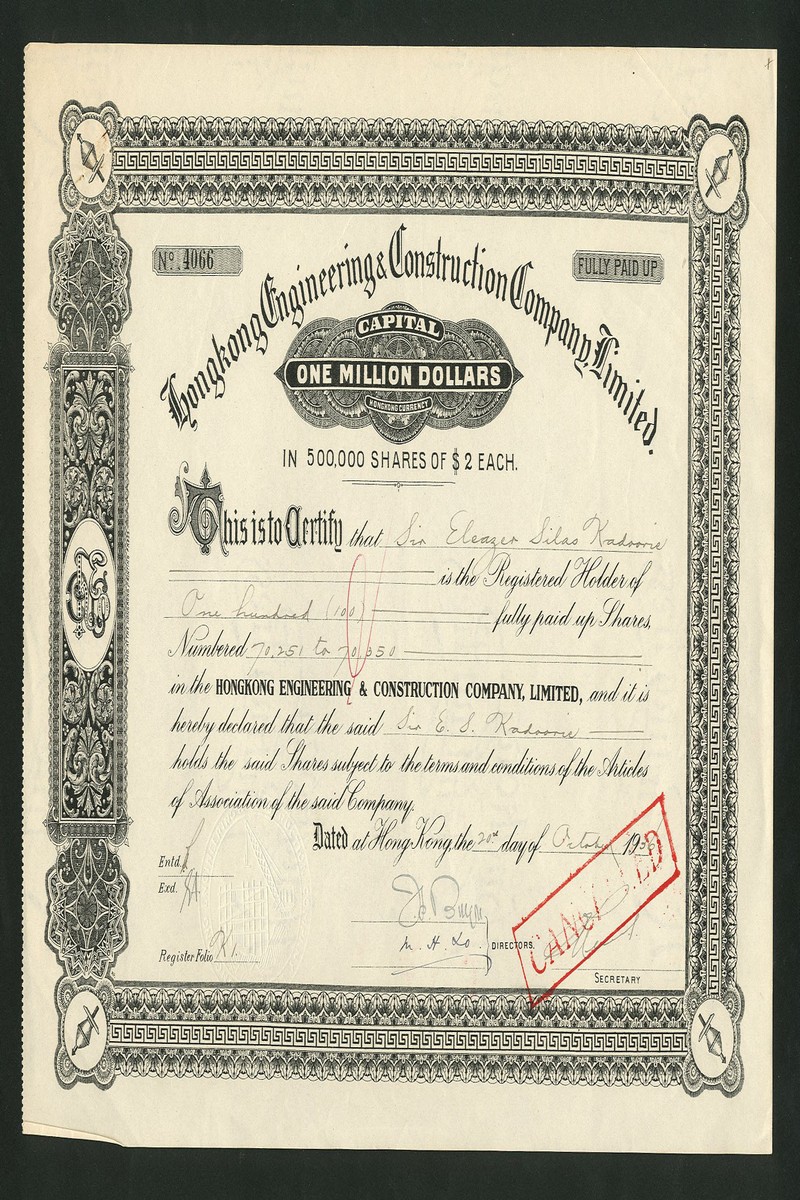 No. 4066
FULLY PAID UP
Hongkong Engineering & Construction Company, Limited.
CAPITAL
ONE MILLION DOLLARS
HONGKONG CURRENCY
IN 500,000 SHARES OF $2 EACH.
This is to Certify that Sir Eleazer Silas Kadoorie
is the Registered Holder of
One hundred (100) fully paid up Shares,
Numbered 70,251 to 70,350
in the HONGKONG ENGINEERING & CONSTRUCTION COMPANY, LIMITED, and it is
hereby declared that the said Sir E. S. Kadoorie
holds the said Shares subject to the terms and conditions of the Articles
of Association of the said Company.
Dated at Hong Kong, the 20th day of October 1936
Entd.
Exd.
M. H. Lo. DIRECTORS.
CANCELLED
Register Folio K1.
SECRETARY